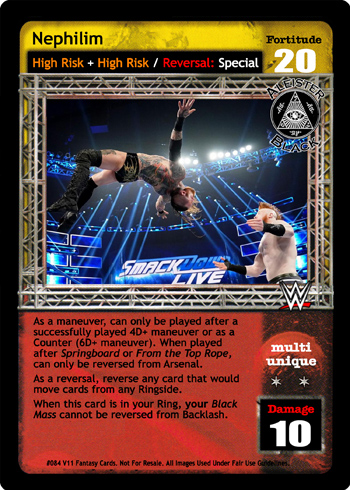 Nephilim
Fortitude
20
High Risk + High Risk / Reversal: Special
ALEISTER
BLACK
SMACKDOWN
LIVE
W
As a maneuver, can only be played after a
successfully played 4D+ maneuver or as a
Counter (6D+ maneuver). When played
after Springboard or From the Top Rope,
can only be reversed from Arsenal.
As a reversal, reverse any card that would
move cards from any Ringside.
When this card is in your Ring, your Black
Mass cannot be reversed from Backlash.
multi
unique
Damage
10
#084 V11 Fantasy Cards. Not For Resale. All Images Used Under Fair Use Guidelines.